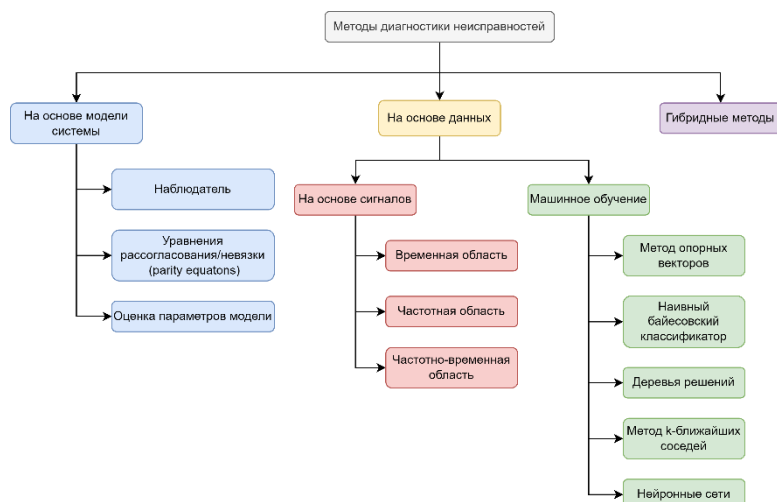 Методы диагностики неисправностей
На основе модели
системы
На основе данных
Гибридные методы
Наблюдатель
Уравнения
рассогласования/невязки
(parity equatons)
Оценка параметров модели
На основе сигналов
Временная область
Частотная область
Частотно-временная
область
Машинное обучение
Метод опорных
векторов
Наивный
байесовский
классификатор
Деревья решений
Метод k-ближайших
соседей
Нейронные сети